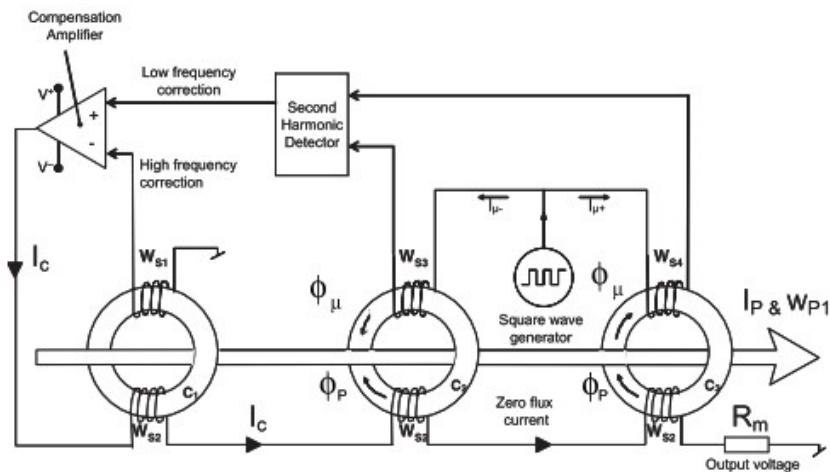 Compensation
Amplifier
V+
+
-
V-
Low frequency
correction
High frequency
correction
Second
Harmonic
Detector
Iμ-
Iμ+
IC
WS1
WS3
WS4
ϕμ
Square wave
generator
ϕμ
IP & WP1
C1
C2
C3
ϕP
ϕP
WS2
IC
WS2
Zero flux
current
WS2
Rm
Output voltage